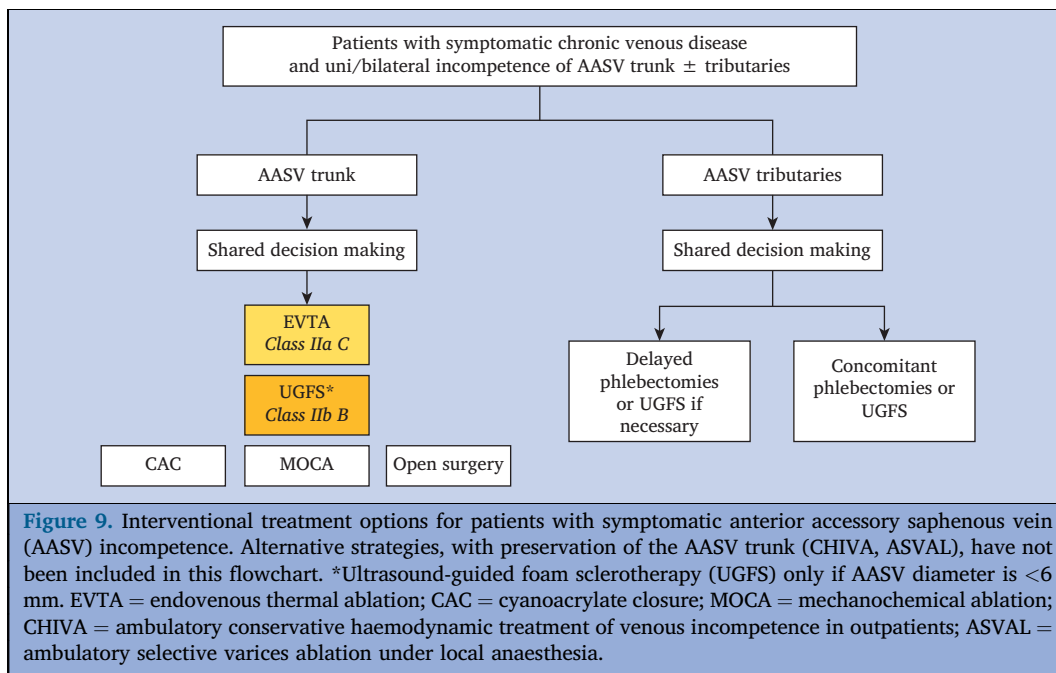 Patients with symptomatic chronic venous disease
and uni/bilateral incompetence of AASV trunk ± tributaries
AASV trunk
AASV tributaries
Shared decision making
Shared decision making
EVTA
Class IIa C
UGFS*
Class IIb B
CAC
MOCA
Open surgery
Delayed
phlebectomies
or UGFS if
necessary
Concomitant
phlebectomies or
UGFS
Figure 9. Interventional treatment options for patients with symptomatic anterior accessory saphenous vein
(AASV) incompetence. Alternative strategies, with preservation of the AASV trunk (CHIVA, ASVAL), have not
been included in this flowchart. *Ultrasound-guided foam sclerotherapy (UGFS) only if AASV diameter is <6
mm. EVTA = endovenous thermal ablation; CAC = cyanoacrylate closure; MOCA = mechanochemical ablation;
CHIVA = ambulatory conservative haemodynamic treatment of venous incompetence in outpatients; ASVAL =
ambulatory selective varices ablation under local anaesthesia.